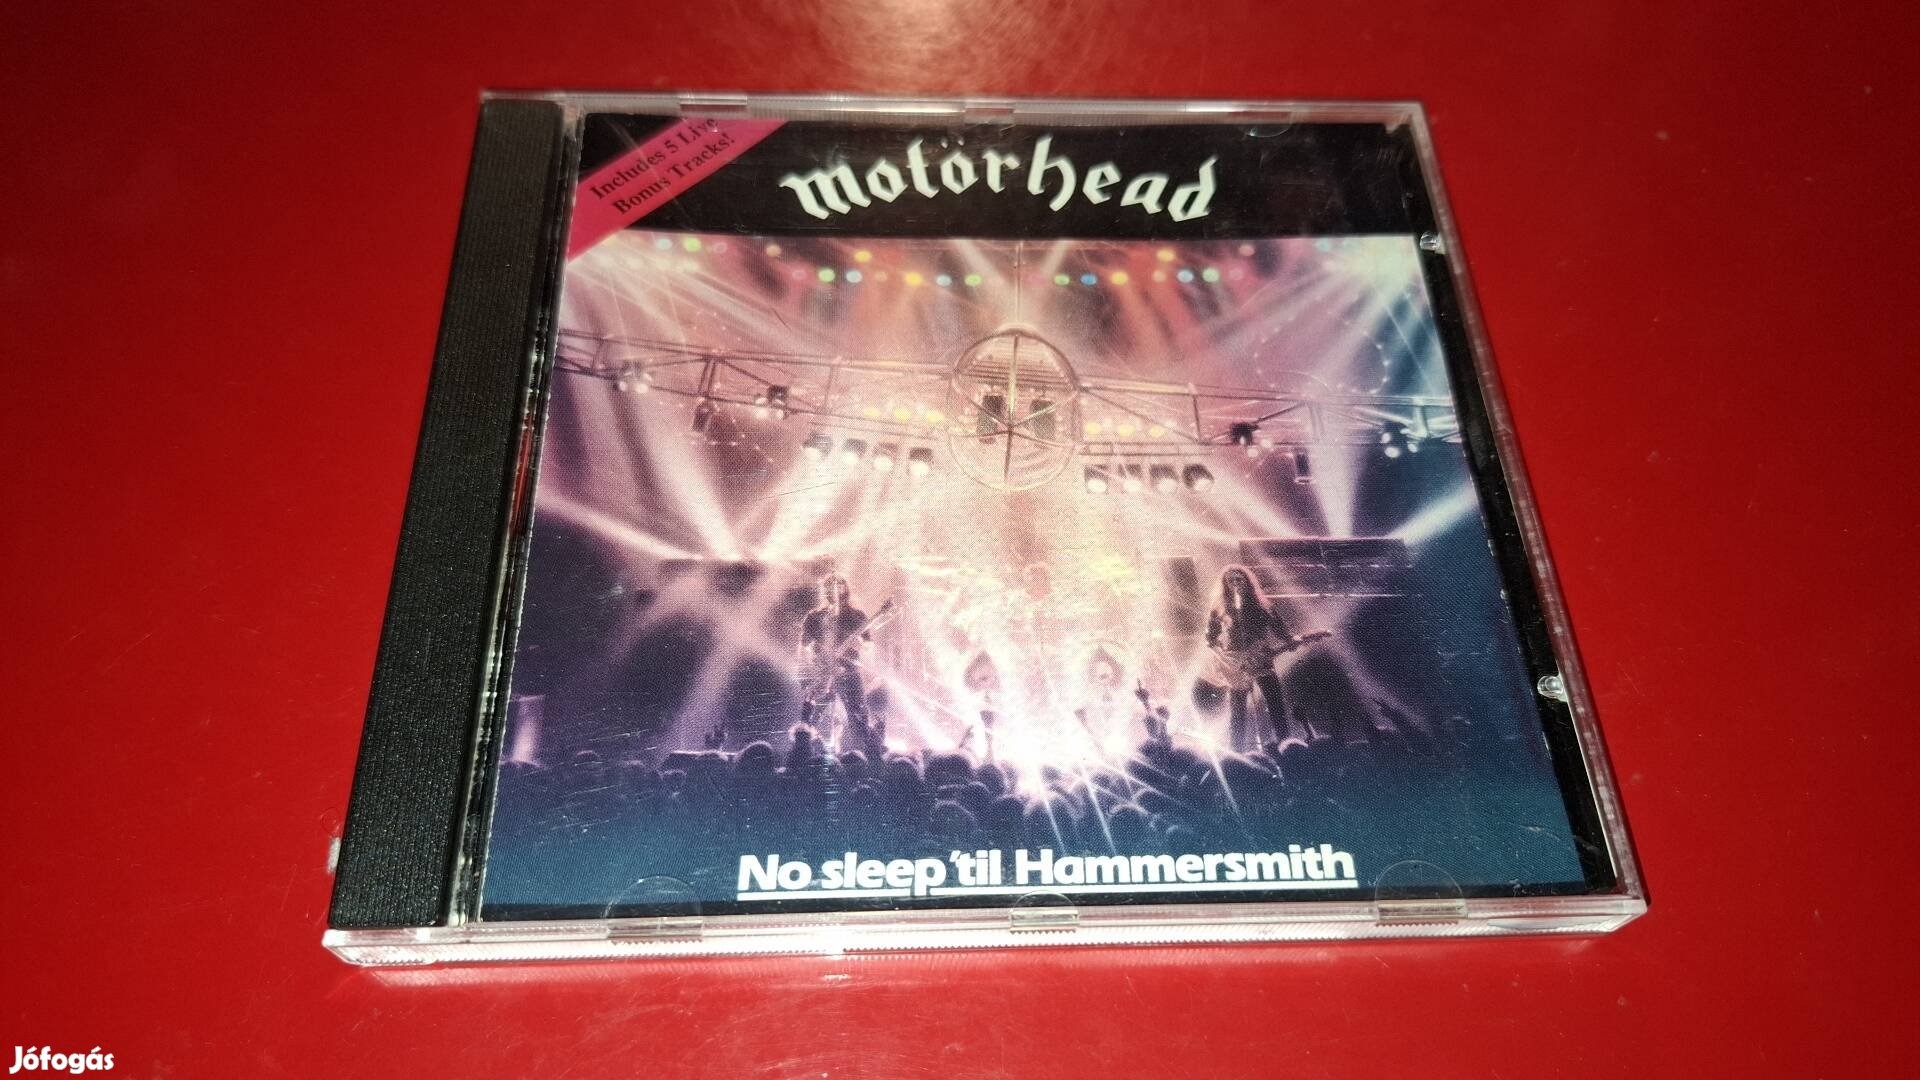 Includes 5 Live
Bonus Tracks!
motörhead
No sleep 'til Hammersmith
Jófogás